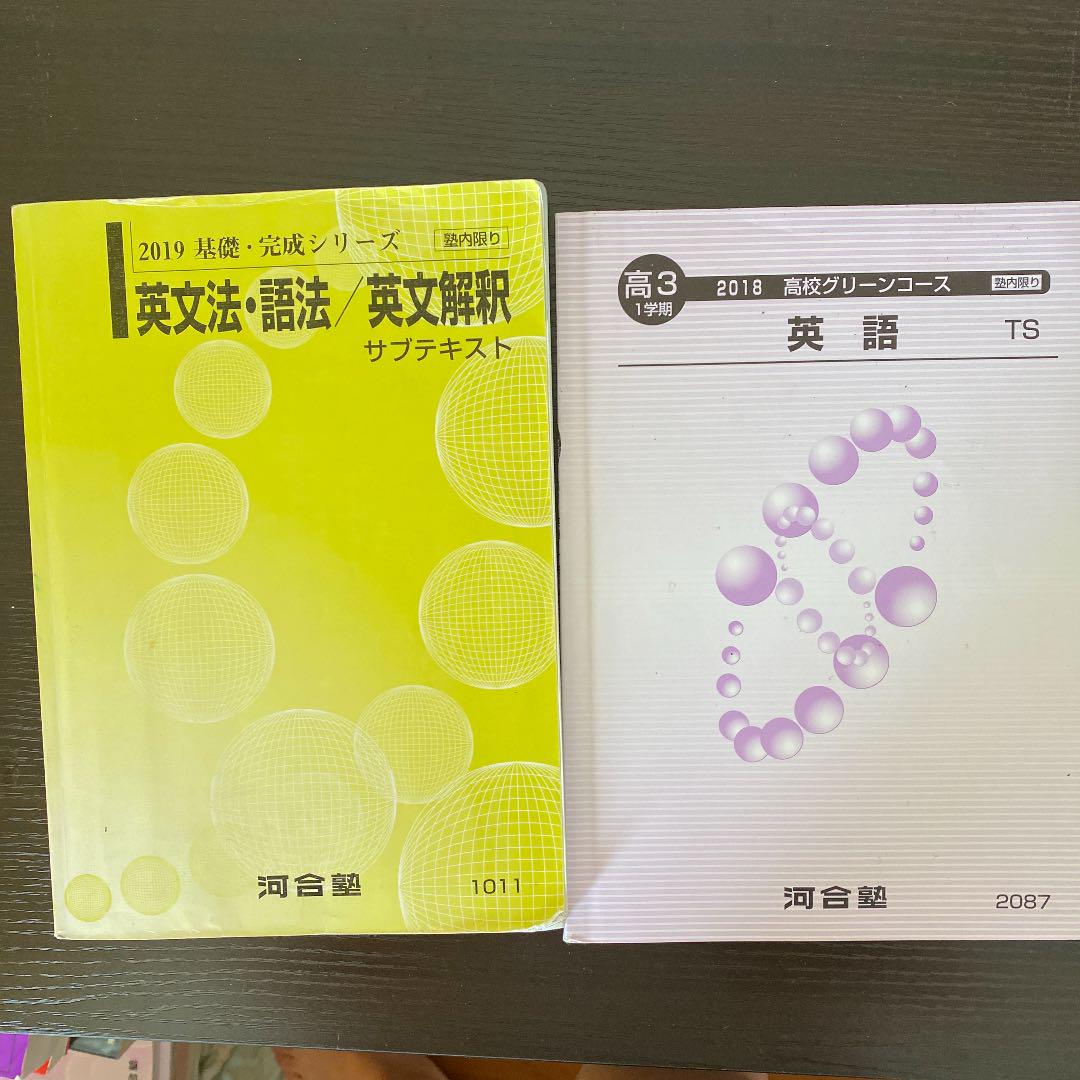 2019 基礎・完成シリーズ 塾内限り
英文法・語法/英文解釈
サブテキスト
河合塾 1011
高3
1学期
2018 高校グリーンコース 塾内限り
英語 TS
河合塾 2087